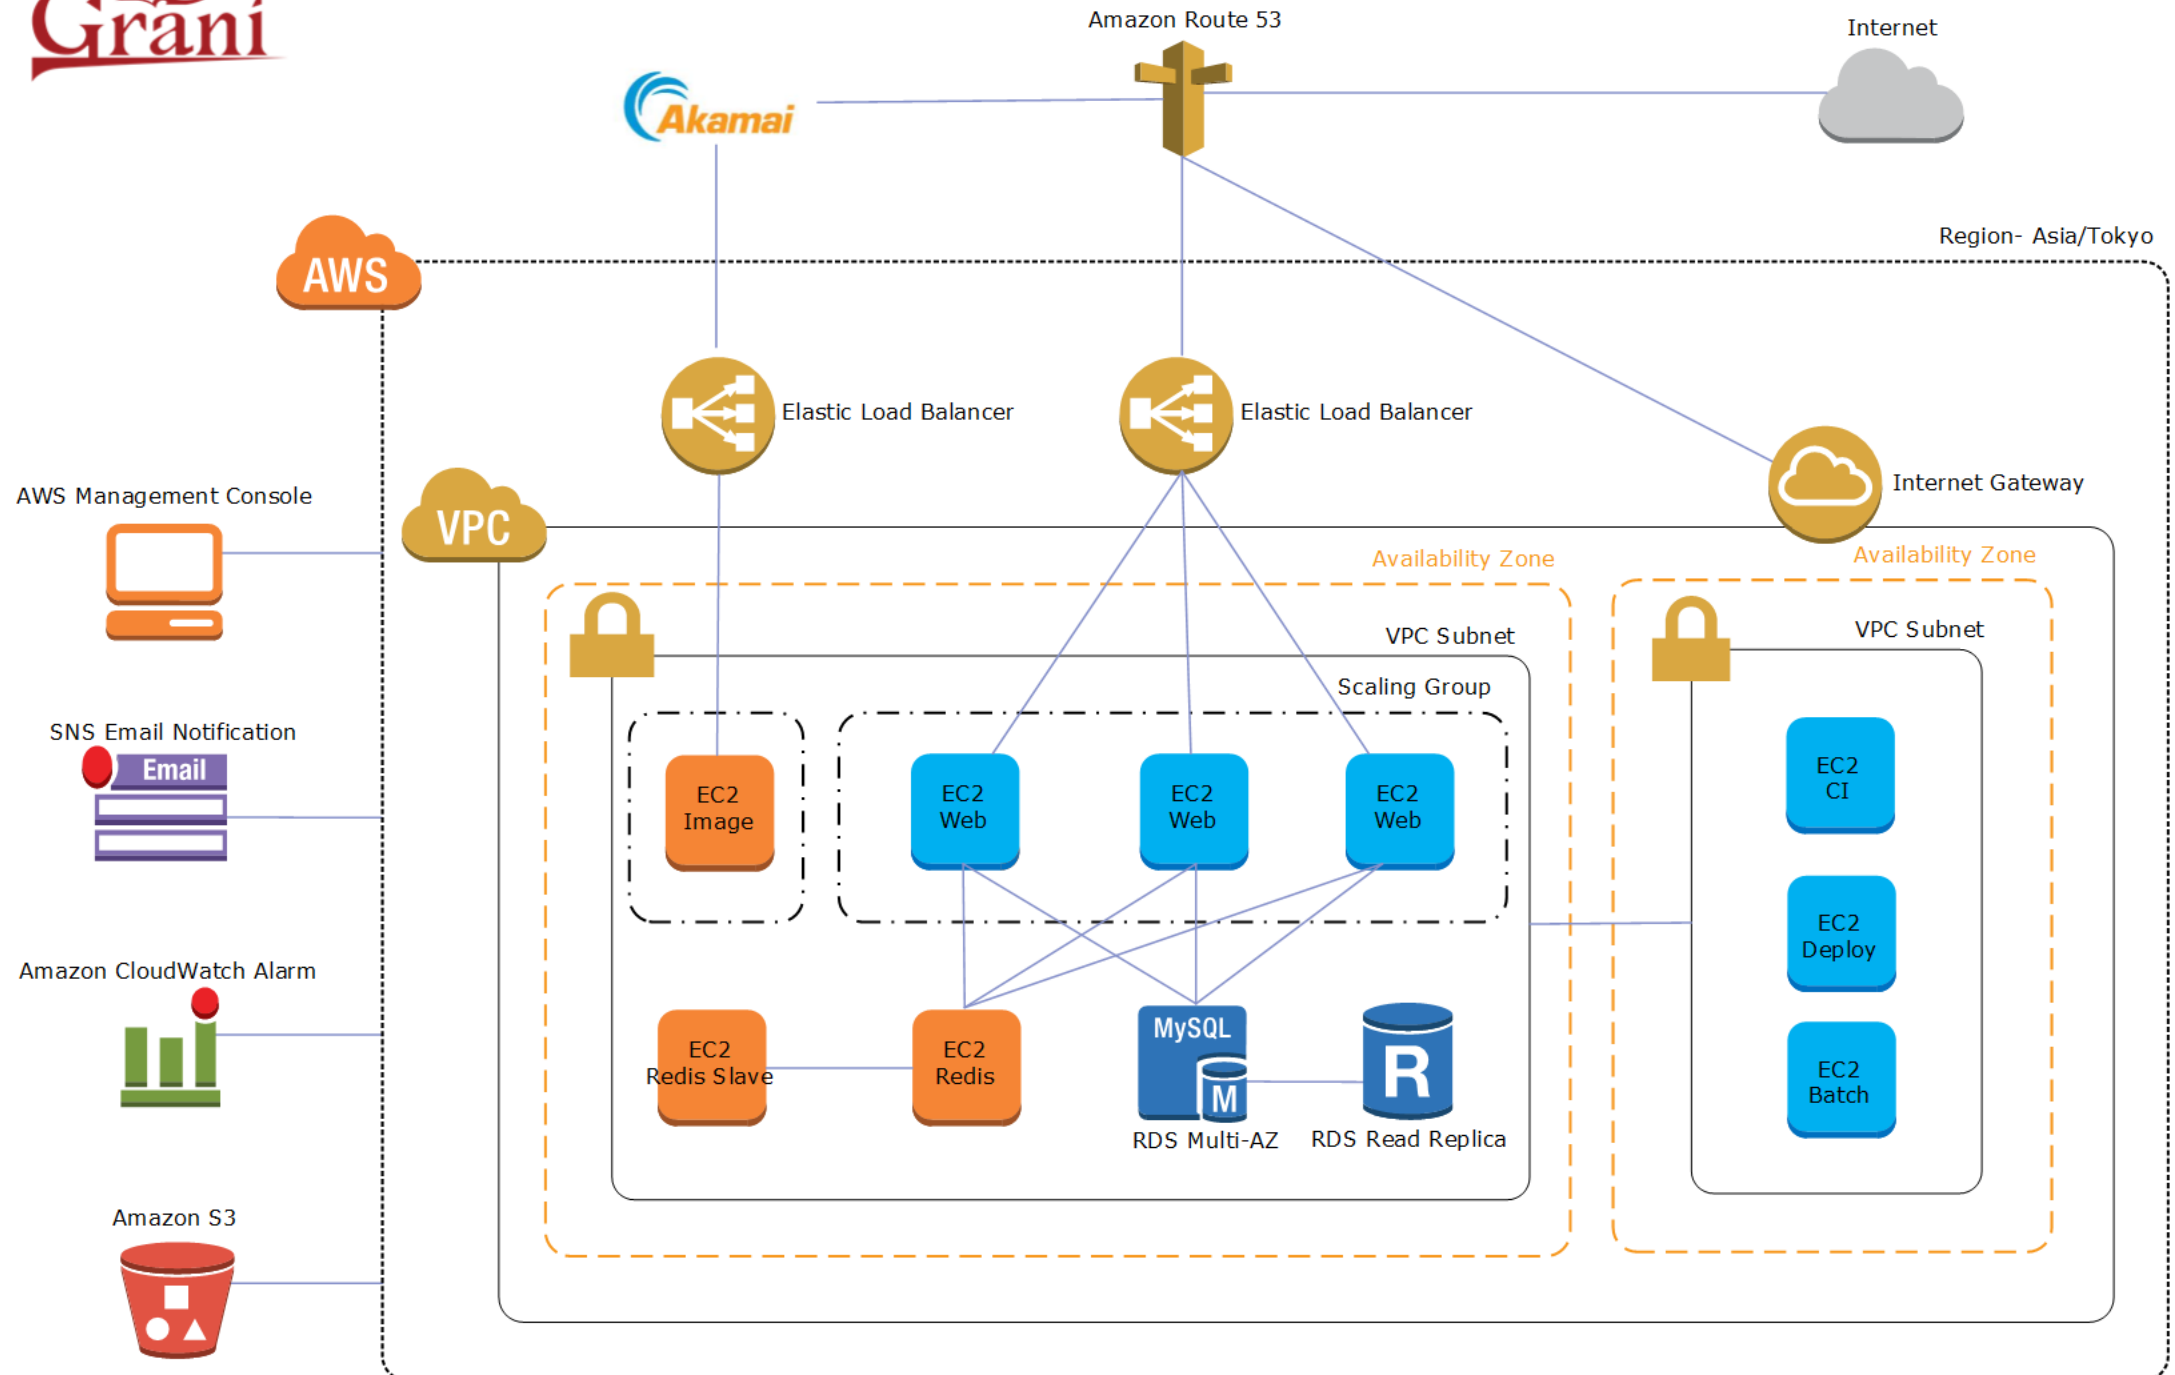 Grani
Amazon Route 53
Internet
Akamai
Region- Asia/Tokyo
AWS
Elastic Load Balancer
Elastic Load Balancer
Internet Gateway
AWS Management Console
VPC
Availability Zone
Availability Zone
VPC Subnet
VPC Subnet
Scaling Group
SNS Email Notification
Email
EC2
Image
EC2
Web
EC2
Web
EC2
Web
EC2
CI
EC2
Deploy
EC2
Batch
Amazon CloudWatch Alarm
EC2
Redis Slave
EC2
Redis
MySQL
M
R
RDS Multi-AZ
RDS Read Replica
Amazon S3